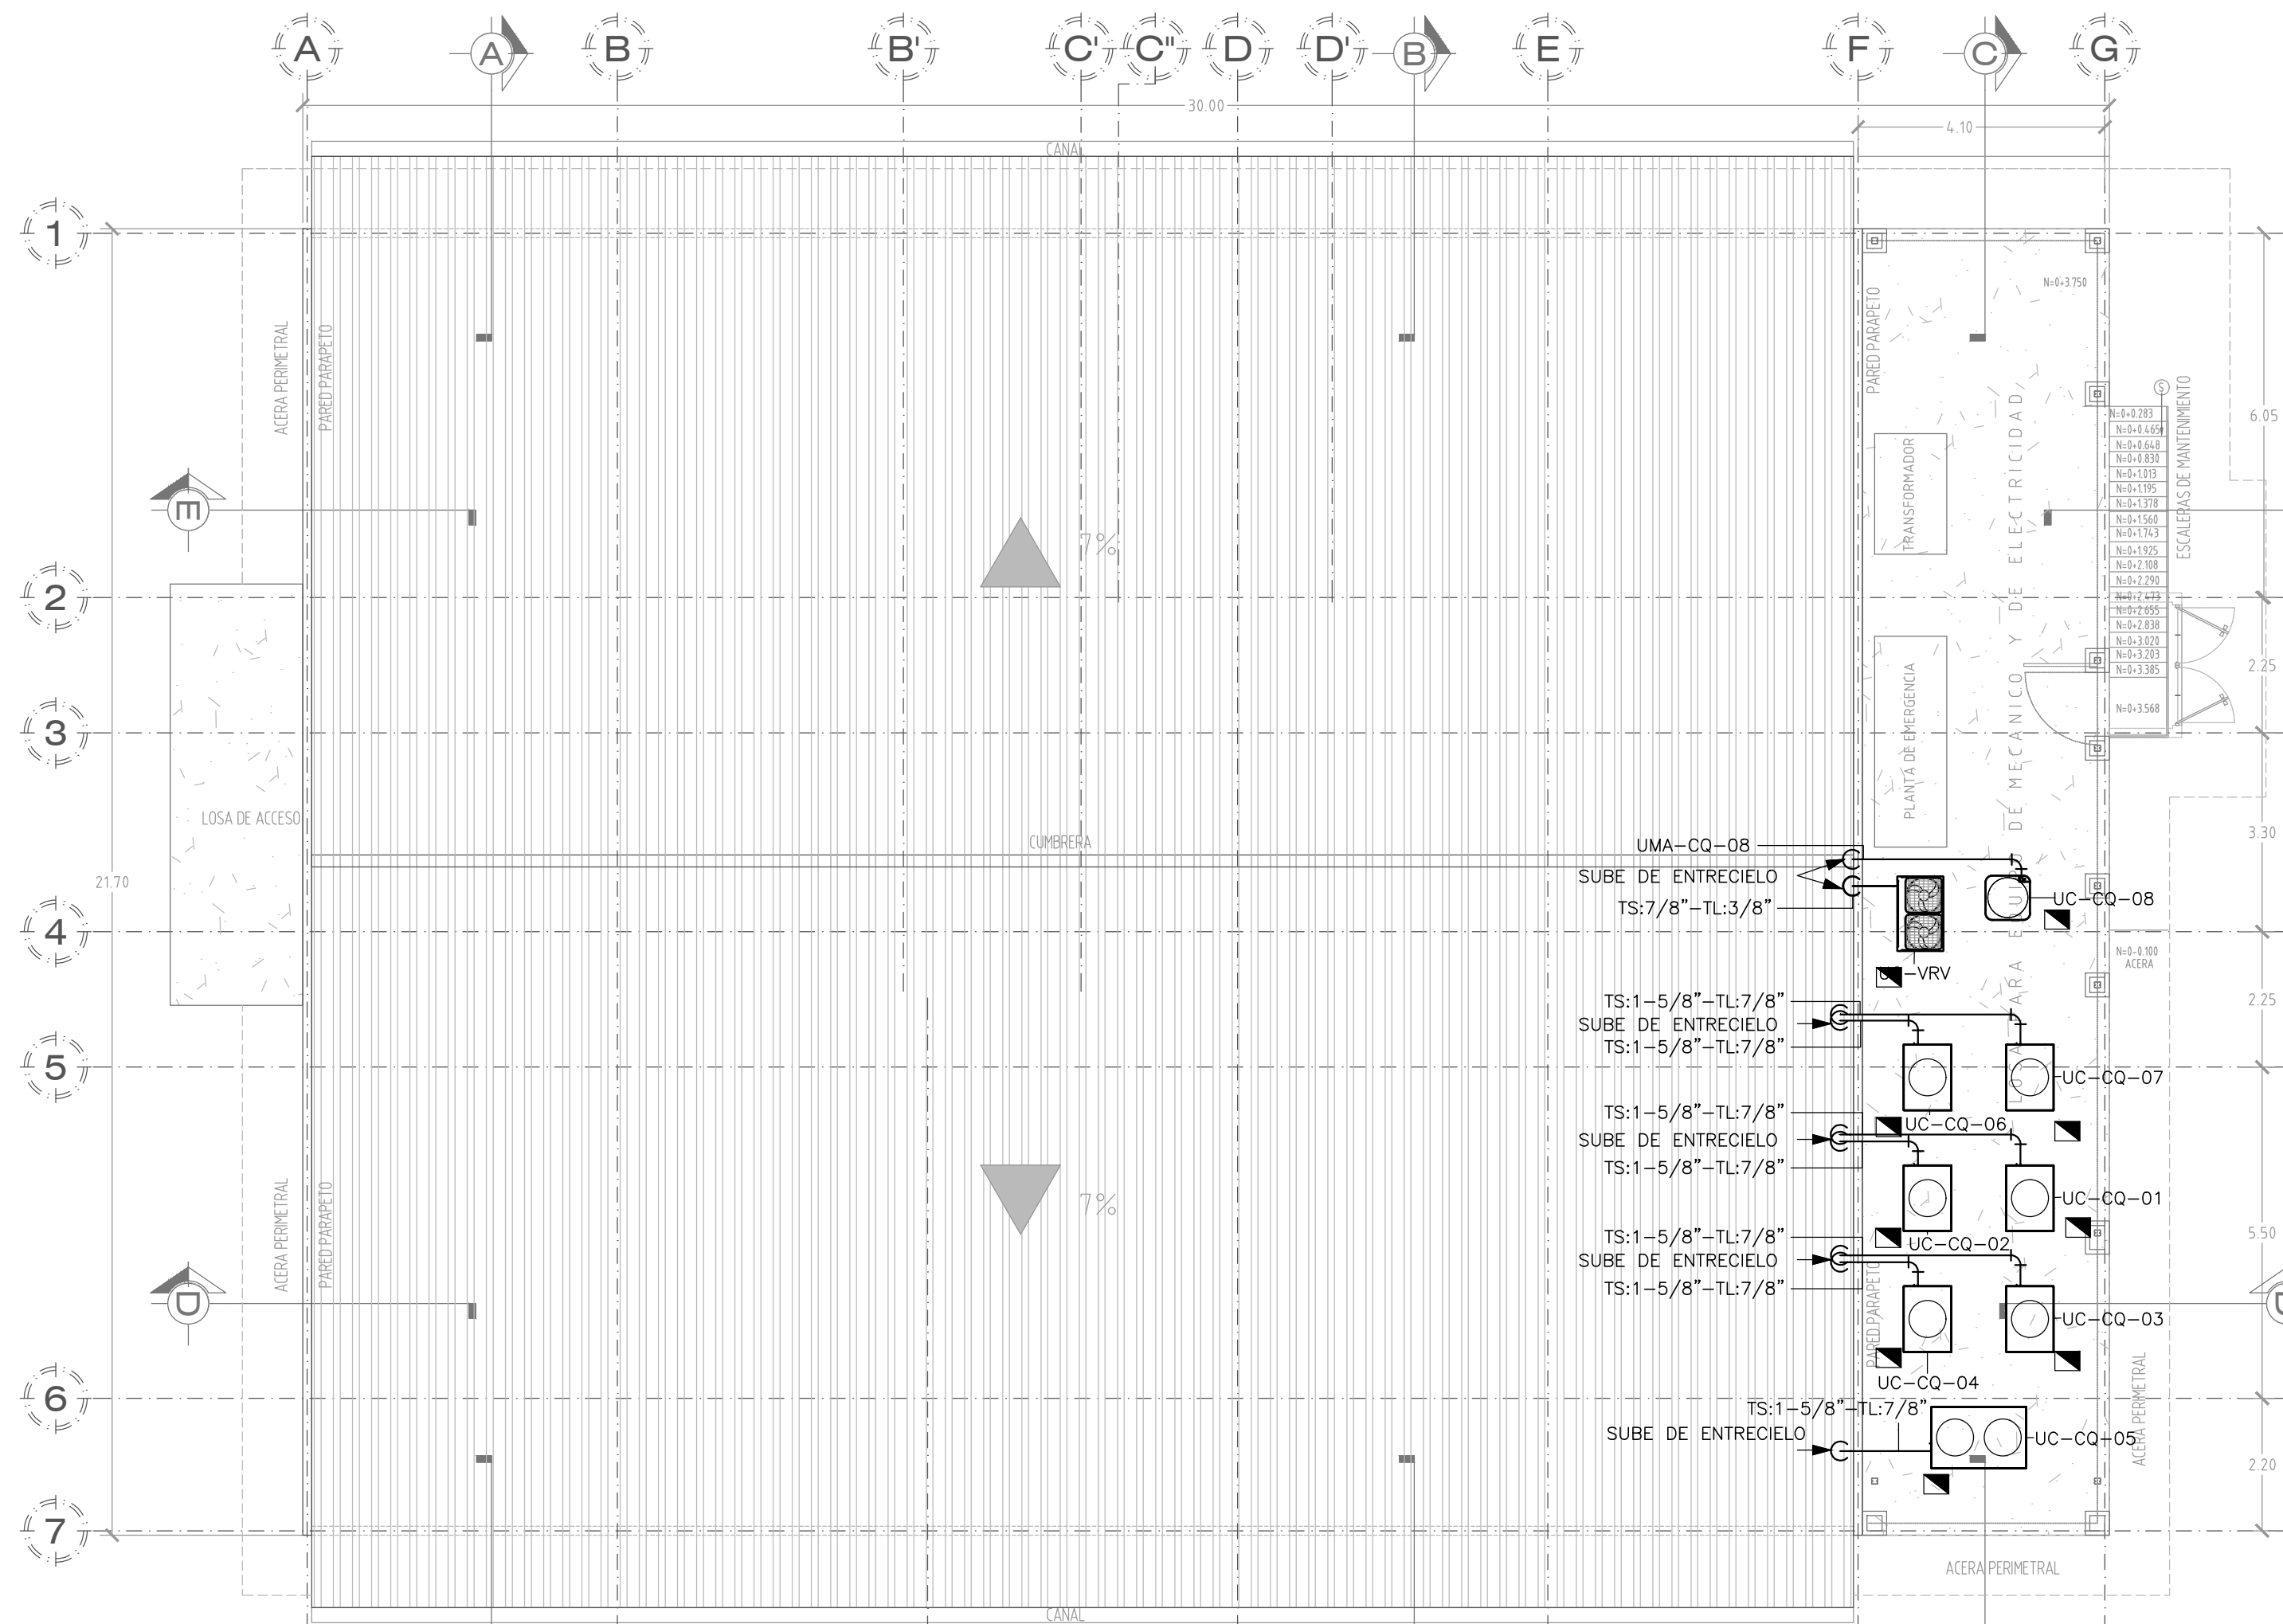 A
A
B
B'
C'
C"
D
D'
B
E
F
C
G
30.00
4.10
CANAL
1
N=0+3.750
ACERA PERIMETRAL
PARED PARAPETO
PARED PARAPETO
S
ESCALERAS DE MANTENIMIENTO
N=0+0.283
N=0+0.465
N=0+0.648
N=0+0.830
N=0+1.013
N=0+1.195
N=0+1.378
N=0+1.560
N=0+1.743
N=0+1.925
N=0+2.108
N=0+2.290
N=0+2.473
N=0+2.655
N=0+2.838
N=0+3.020
N=0+3.203
N=0+3.385
N=0+3.568
6.05
TRANSFORMADOR
E
7%
2
2.25
PLANTA DE EMERGENCIA
DE MECANICO Y DE ELECTRICIDAD
3
LOSA DE ACCESO
CUMBRERA
3.30
21.70
UMA-CQ-08
SUBE DE ENTRECIELO
TS:7/8"-TL:3/8"
UC-CQ-08
4
-VRV
N=0-0.100
ACERA
TS:1-5/8"-TL:7/8"
SUBE DE ENTRECIELO
TS:1-5/8"-TL:7/8"
2.25
5
UC-CQ-07
UC-CQ-06
TS:1-5/8"-TL:7/8"
SUBE DE ENTRECIELO
TS:1-5/8"-TL:7/8"
UC-CQ-01
UC-CQ-02
7%
ACERA PERIMETRAL
PARED PARAPETO
TS:1-5/8"-TL:7/8"
SUBE DE ENTRECIELO
TS:1-5/8"-TL:7/8"
5.50
PARED PARAPETO
D
UC-CQ-03
UC-CQ-04
6
TS:1-5/8"-TL:7/8"
SUBE DE ENTRECIELO
UC-CQ-05
ACERA PERIMETRAL
2.20
7
ACERA PERIMETRAL
CANAL